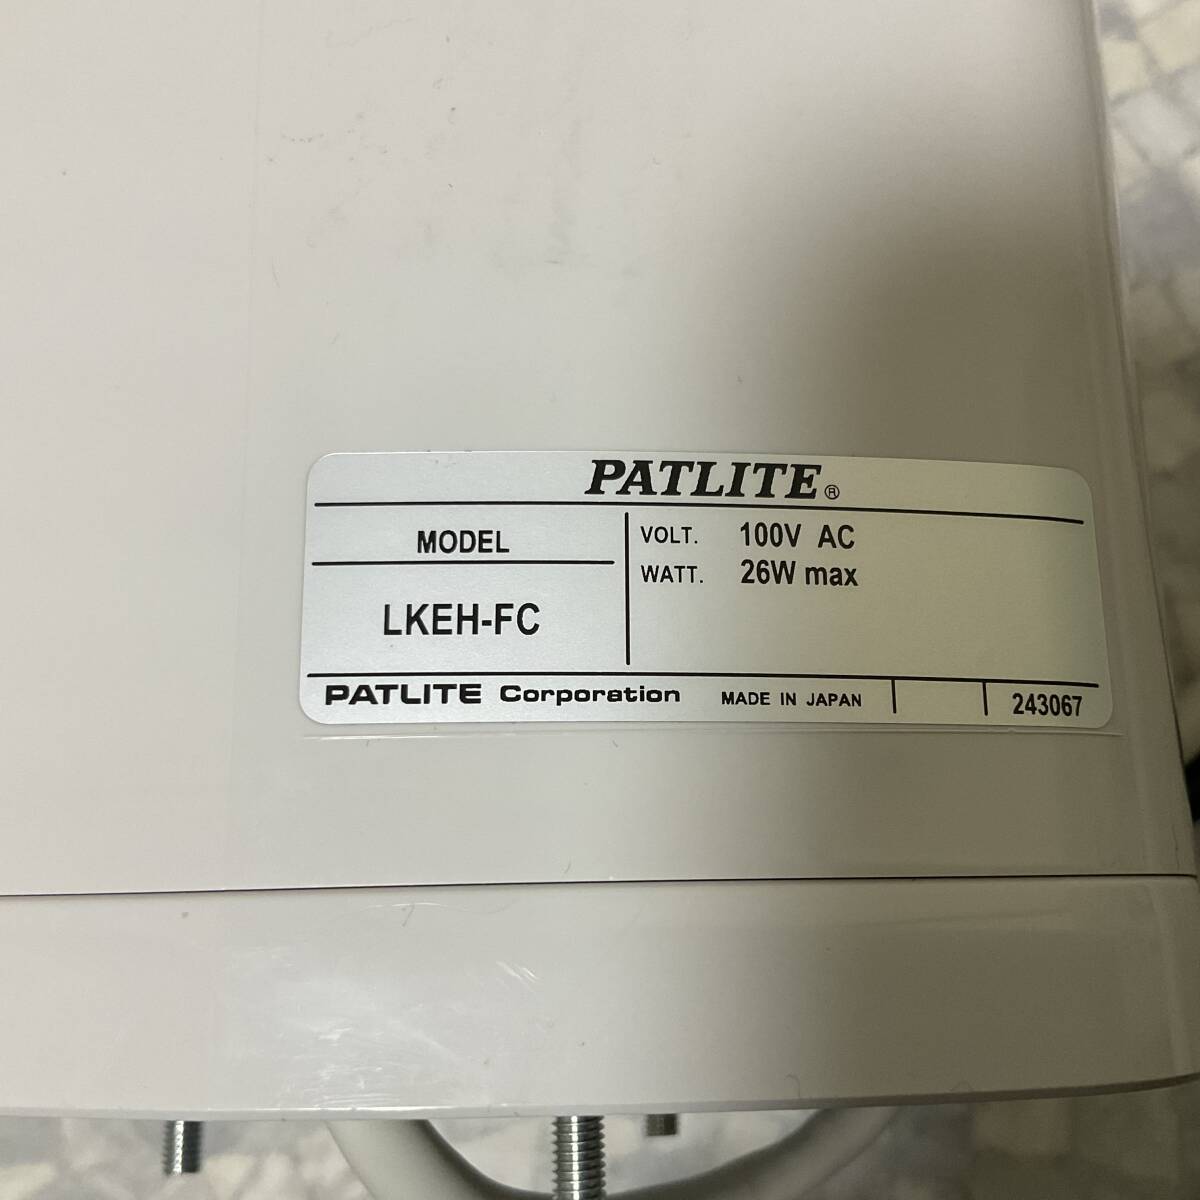 PATLITE®
MODEL
LKEH-FC
VOLT. 100V AC
WATT. 26W max
PATLITE Corporation MADE IN JAPAN 243067